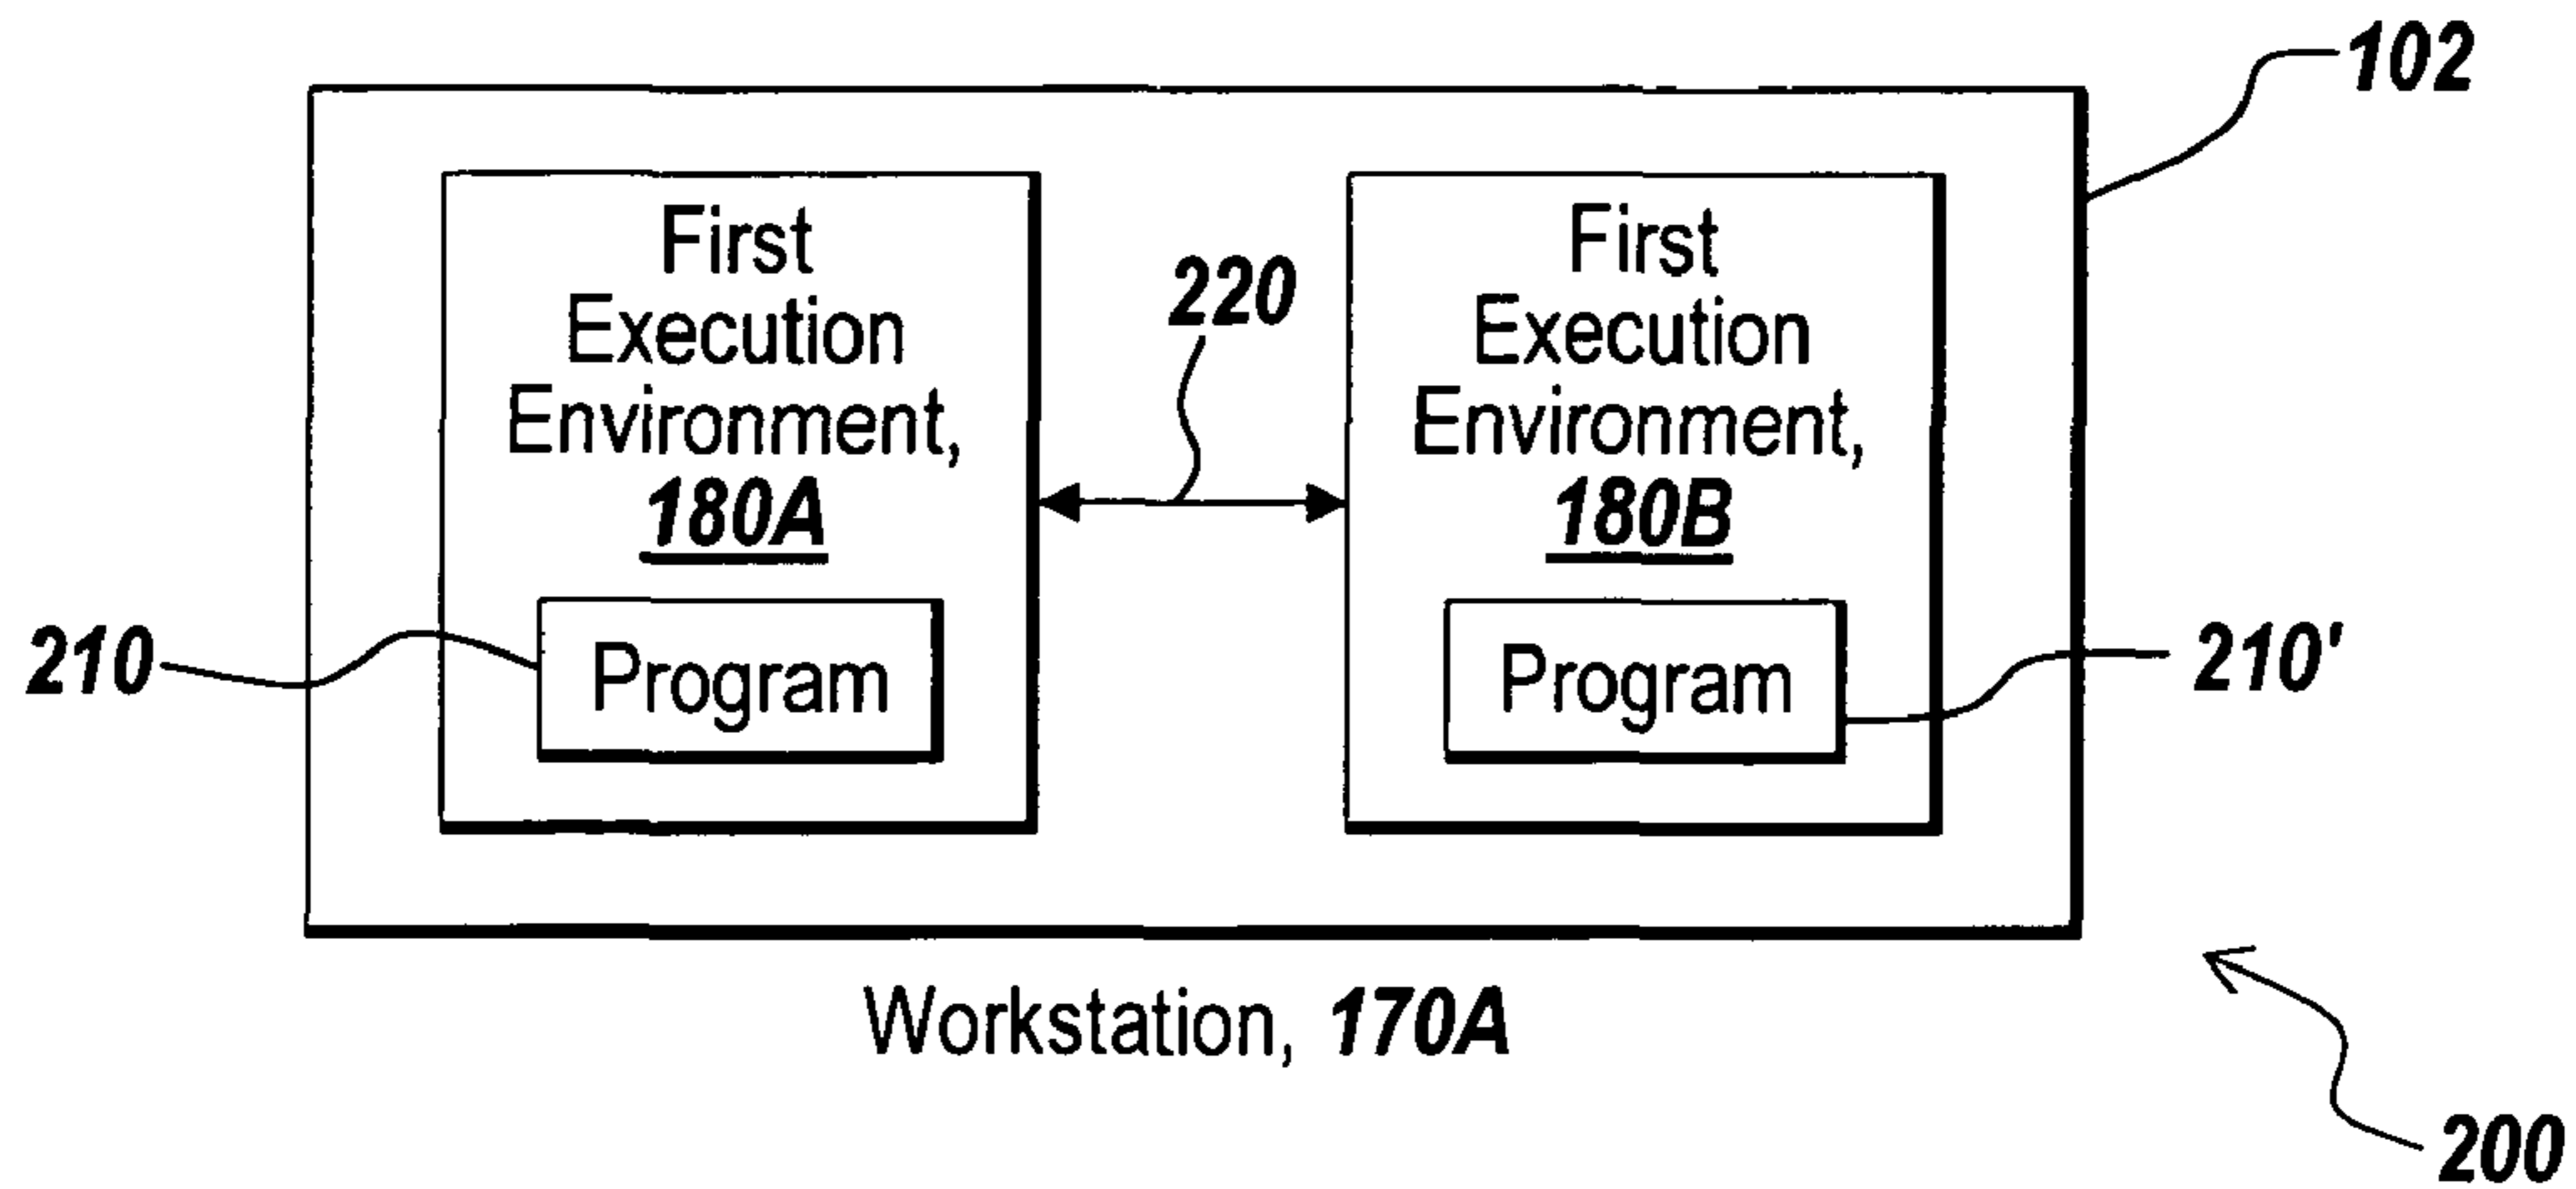 102
First
Execution
Environment,
180A
220
First
Execution
Environment,
180B
210
Program
Program
210'
Workstation, 170A
200